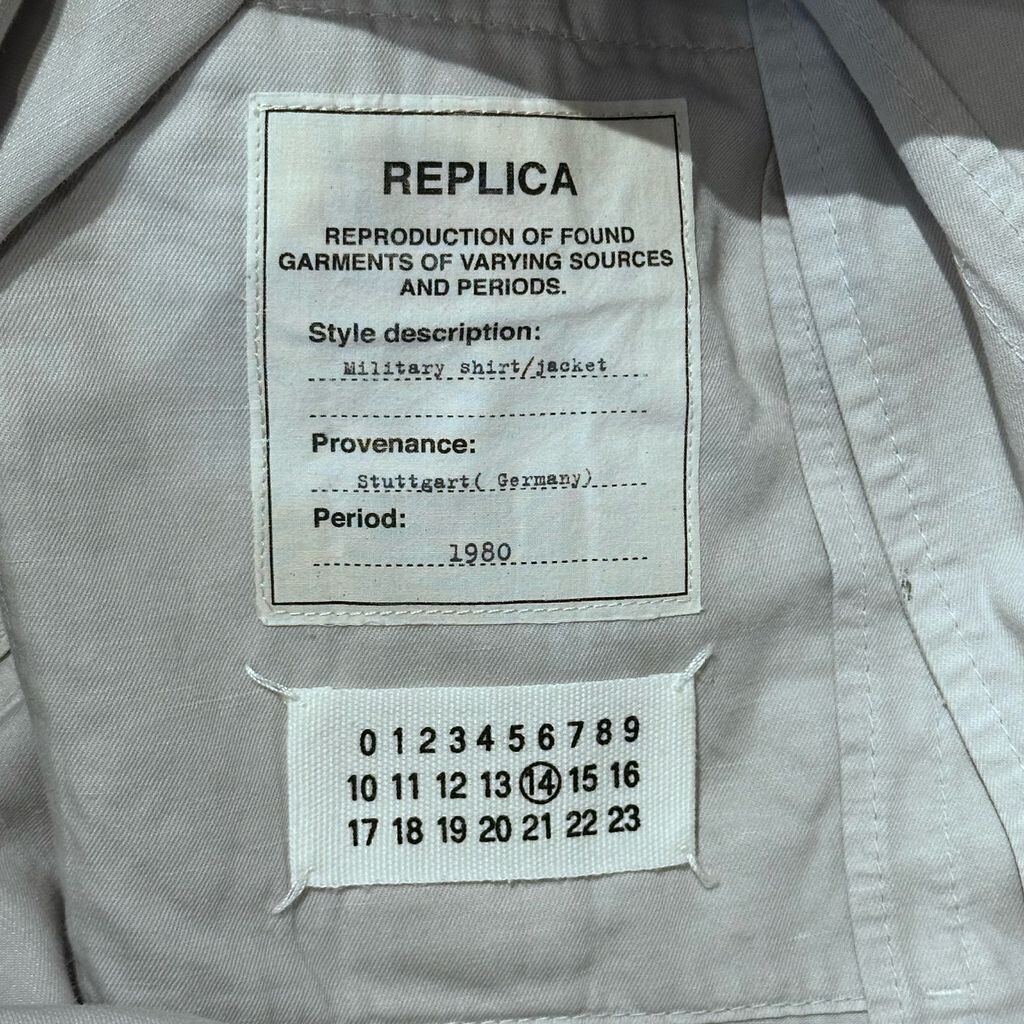 REPLICA
REPRODUCTION OF FOUND
GARMENTS OF VARYING SOURCES
AND PERIODS.
Style description:
Military shirt/jacket
Provenance:
Stuttgart( Germany)
Period:
1980
0 1 2 3 4 5 6 7 8 9
10 11 12 13 14 15 16
17 18 19 20 21 22 23